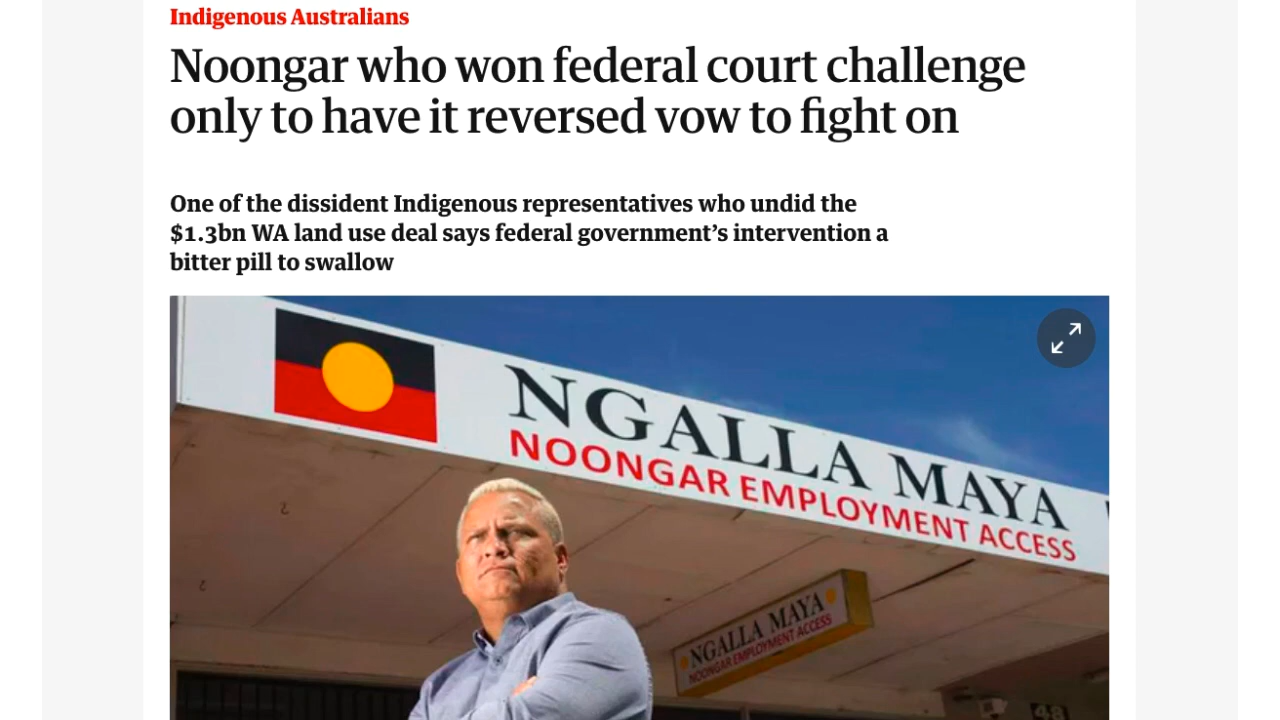 Indigenous Australians
Noongar who won federal court challenge
only to have it reversed vow to fight on
One of the dissident Indigenous representatives who undid the
$1.3bn WA land use deal says federal government’s intervention a
bitter pill to swallow
NGALLA MAYA
NOONGAR EMPLOYMENT ACCESS
NGALLA MAYA
NOONGAR EMPLOYMENT ACCESS
48